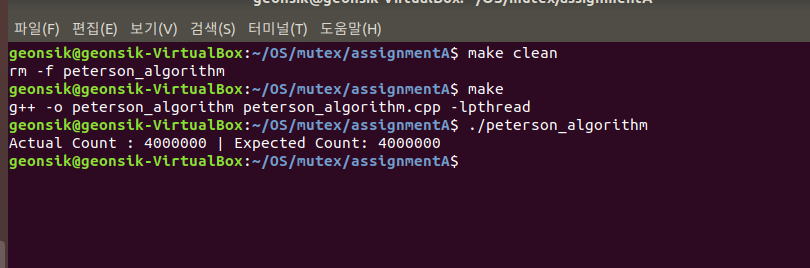 geonsik@geonsik-VirtualBox: ~/OS/mutex/assignmentA
파일(F) 편집(E) 보기(V) 검색(S) 터미널(T) 도움말(H)
geonsik@geonsik-VirtualBox:~/OS/mutex/assignmentA$ make clean
rm -f peterson_algorithm
geonsik@geonsik-VirtualBox:~/OS/mutex/assignmentA$ make
g++ -o peterson_algorithm peterson_algorithm.cpp -lpthread
geonsik@geonsik-VirtualBox:~/OS/mutex/assignmentA$ ./peterson_algorithm
Actual Count : 4000000 | Expected Count: 4000000
geonsik@geonsik-VirtualBox:~/OS/mutex/assignmentA$